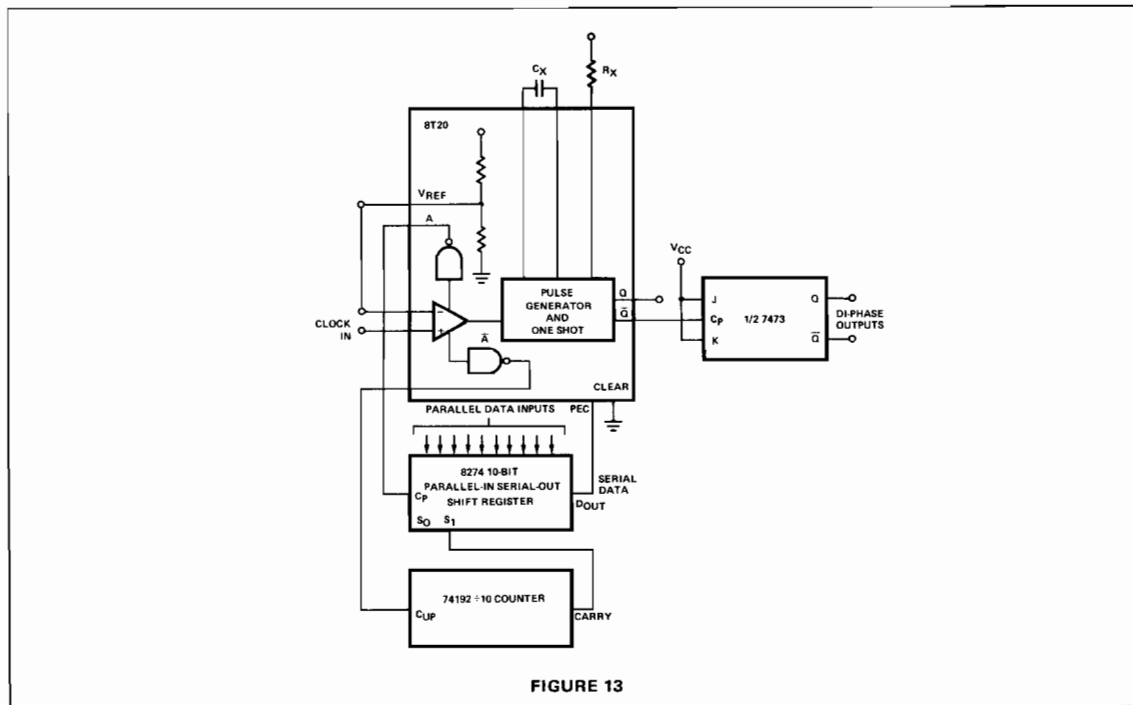 CX
RX
8T20
VREF
A
VCC
PULSE
GENERATOR
AND
ONE SHOT
Q
Q̅
J
CP
K
1/2 7473
Q
Q̅
DI-PHASE
OUTPUTS
CLOCK
IN
−
+
A̅
CLEAR
PARALLEL DATA INPUTS
PEC
8274 10-BIT
PARALLEL-IN SERIAL-OUT
SHIFT REGISTER
CP
S0 S1
SERIAL
DATA
DOUT
74192 ÷10 COUNTER
CUP
CARRY
FIGURE 13